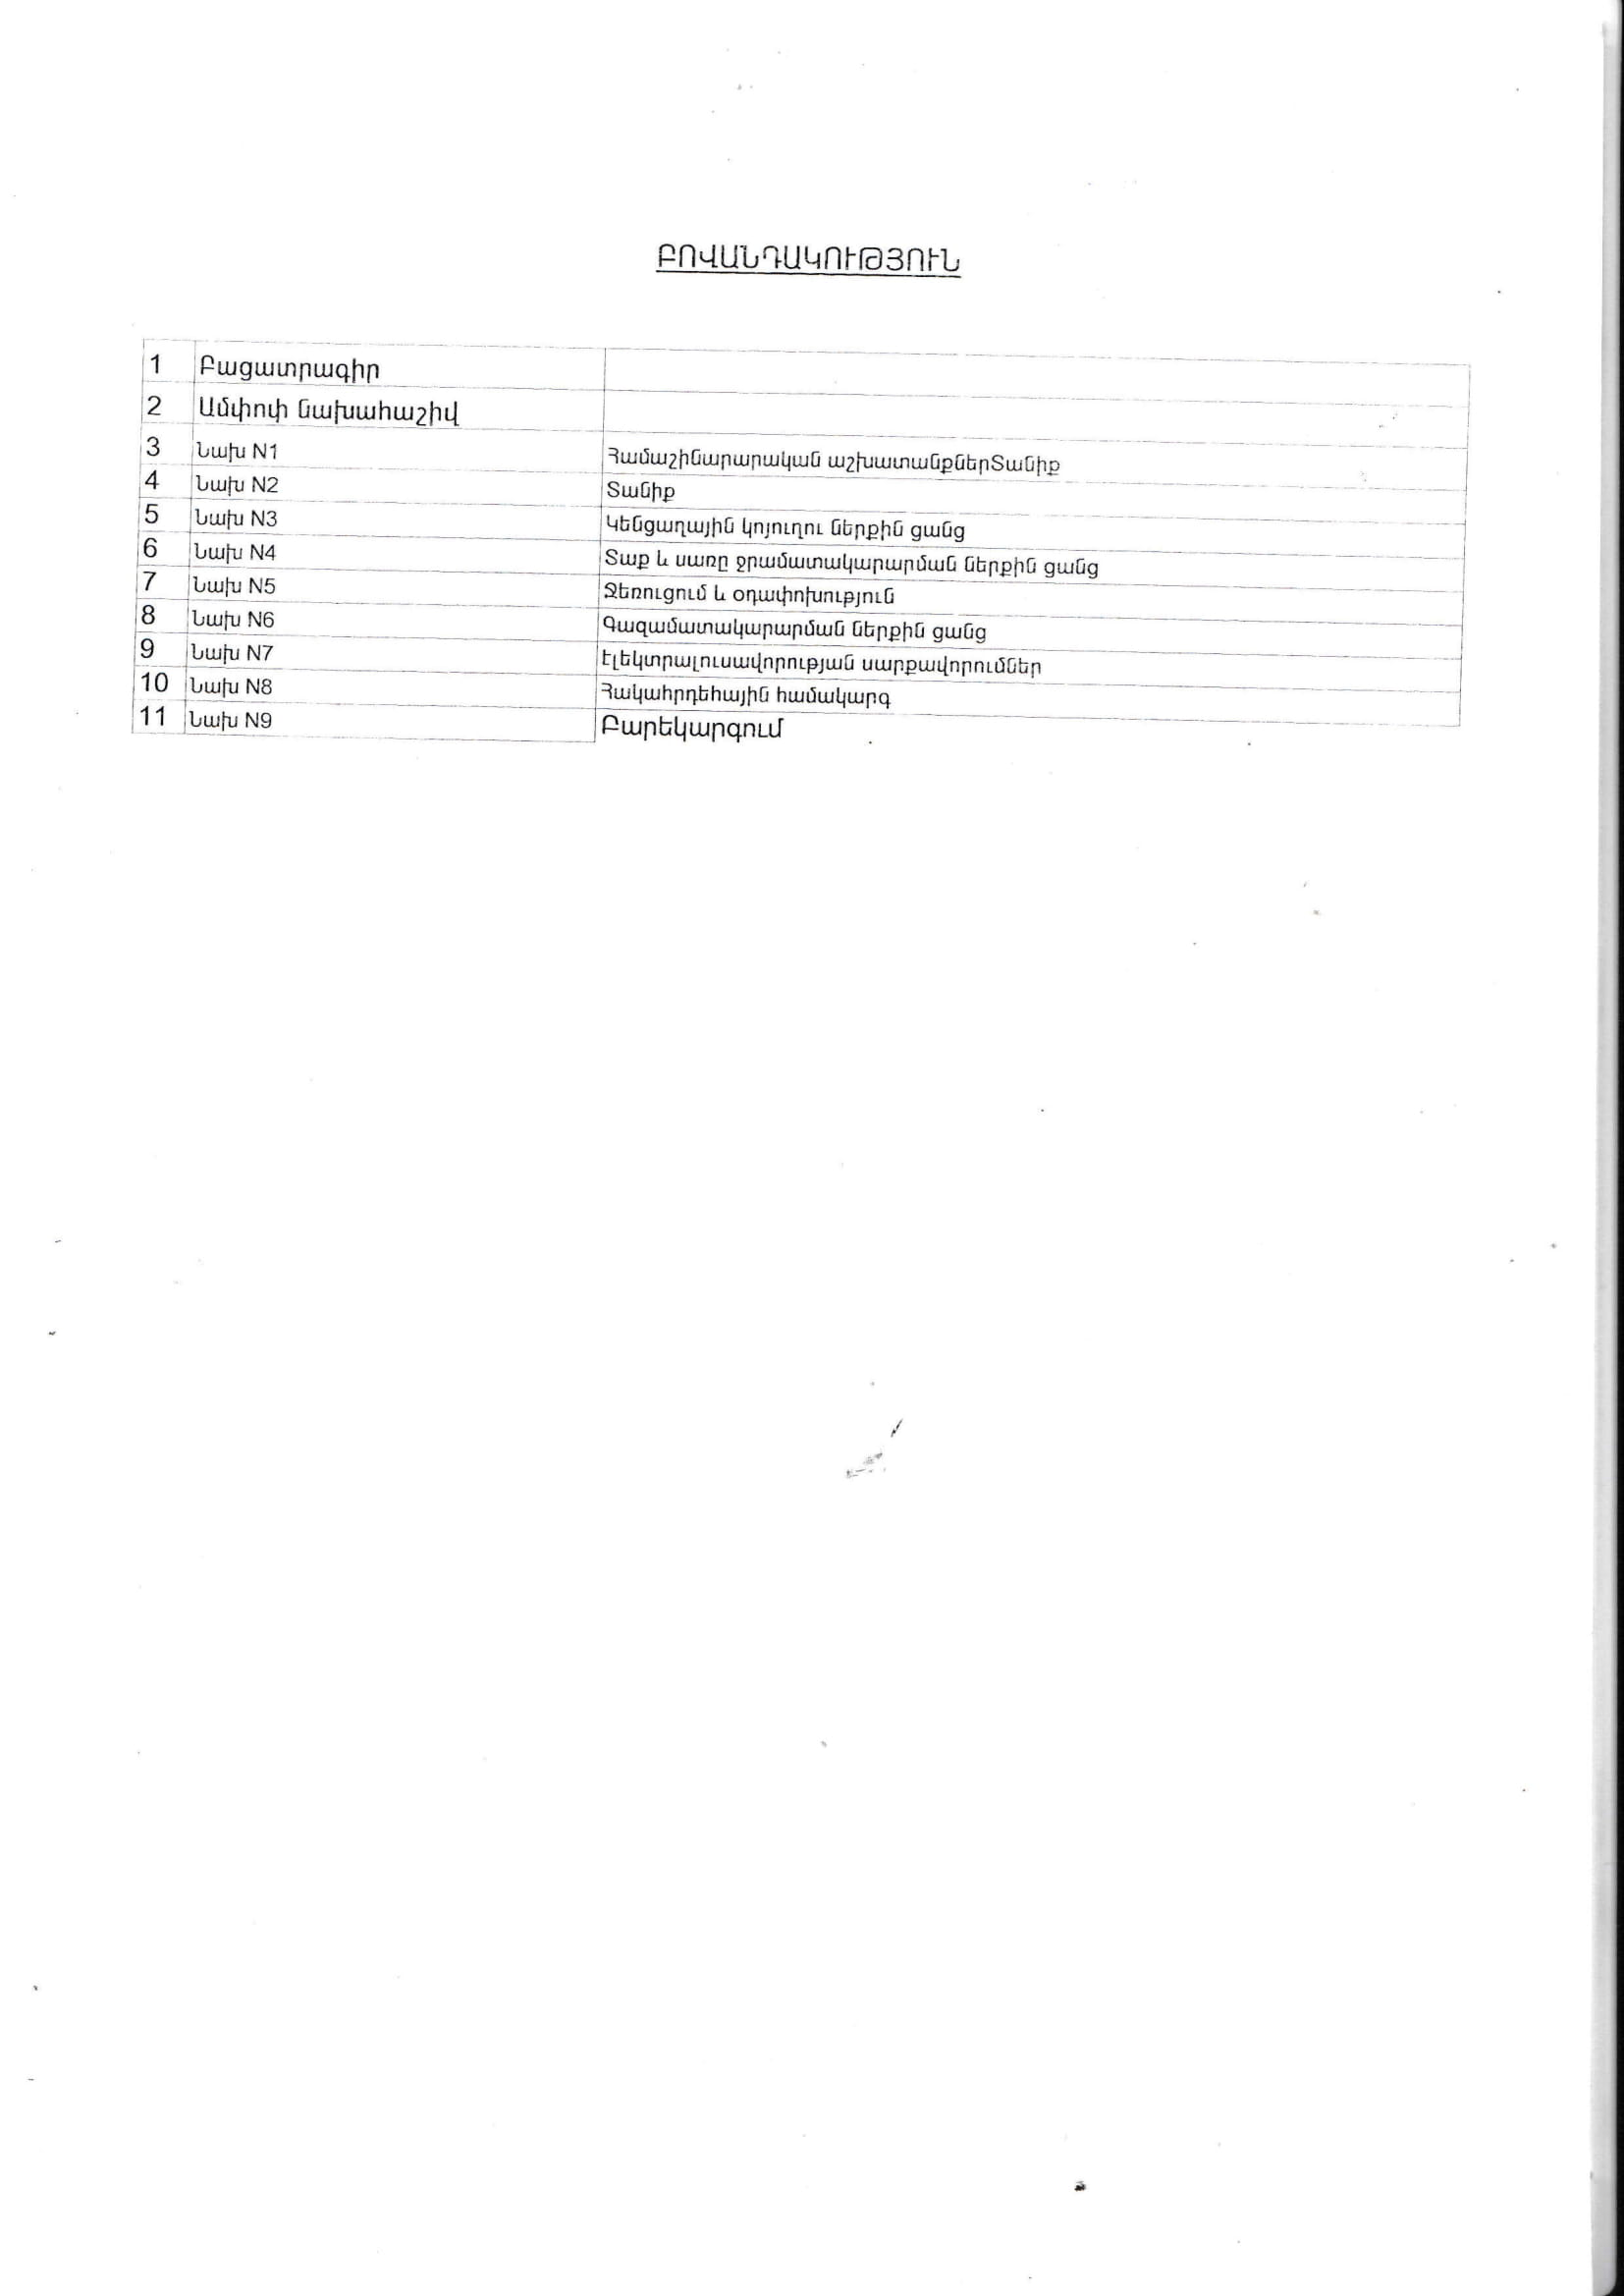 ԲՈՎԱՆԴԱԿՈՒԹՅՈՒՆ
1 Բացատրագիր
2 Ամփոփ նախահաշիվ
3 Նախ N1 Համաշինարարական աշխատանքներՏանիք
4 Նախ N2 Տանիք
5 Նախ N3 Կենցաղային կոյուղու ներքին ցանց
6 Նախ N4 Տաք և սառը ջրամատակարարման ներքին ցանց
7 Նախ N5 Ջեռուցում և օդափոխություն
8 Նախ N6 Գազամատակարարման ներքին ցանց
9 Նախ N7 Էլեկտրալուսավորության սարքավորումներ
10 Նախ N8 Հակահրդեհային համակարգ
11 Նախ N9 Բարեկարգում